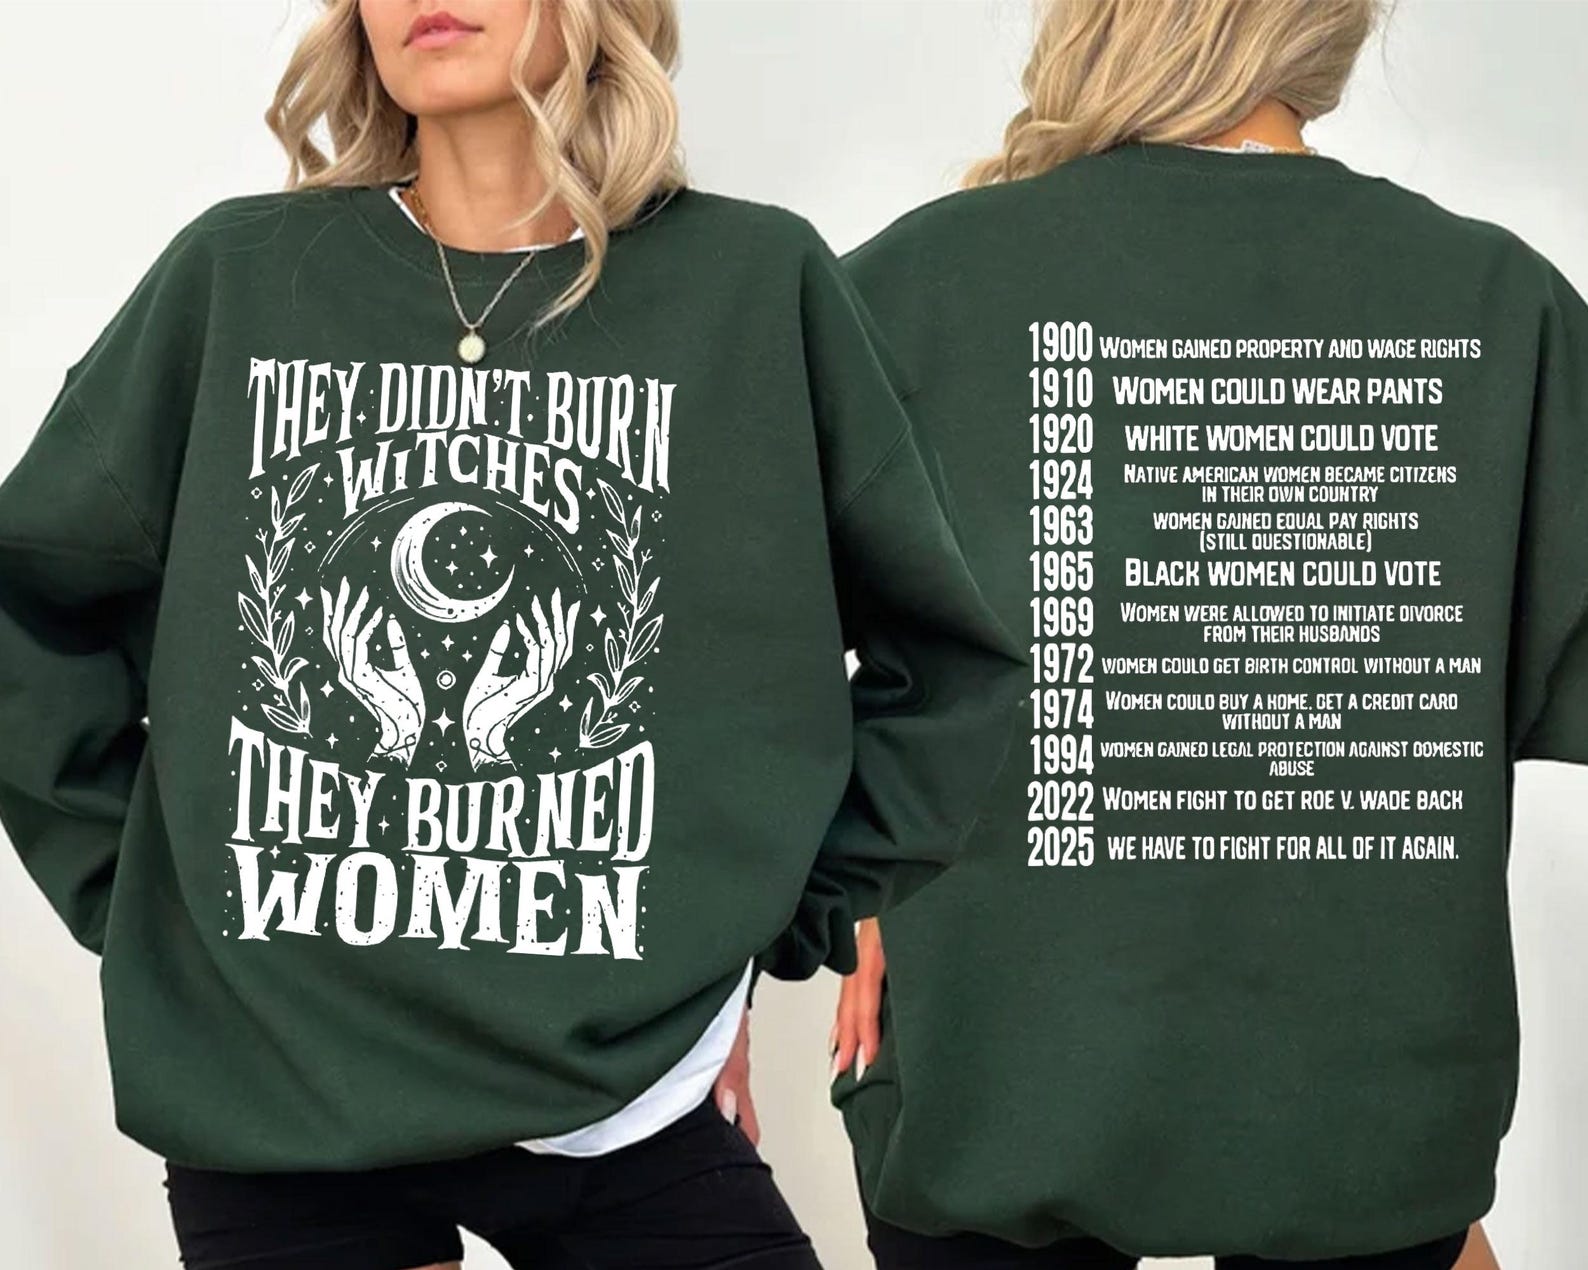 THEY DIDN'T BURN
WITCHES
THEY BURNED
WOMEN
1900 WOMEN GAINED PROPERTY AND WAGE RIGHTS
1910 WOMEN COULD WEAR PANTS
1920 WHITE WOMEN COULD VOTE
1924 NATIVE AMERICAN WOMEN BECAME CITIZENS
IN THEIR OWN COUNTRY
1963 WOMEN GAINED EQUAL PAY RIGHTS
(STILL QUESTIONABLE)
1965 BLACK WOMEN COULD VOTE
1969 WOMEN WERE ALLOWED TO INITIATE DIVORCE
FROM THEIR HUSBANDS
1972 WOMEN COULD GET BIRTH CONTROL WITHOUT A MAN
1974 WOMEN COULD BUY A HOME. GET A CREDIT CARD
WITHOUT A MAN
1994 WOMEN GAINED LEGAL PROTECTION AGAINST DOMESTIC
ABUSE
2022 WOMEN FIGHT TO GET ROE V. WADE BACK
2025 WE HAVE TO FIGHT FOR ALL OF IT AGAIN.